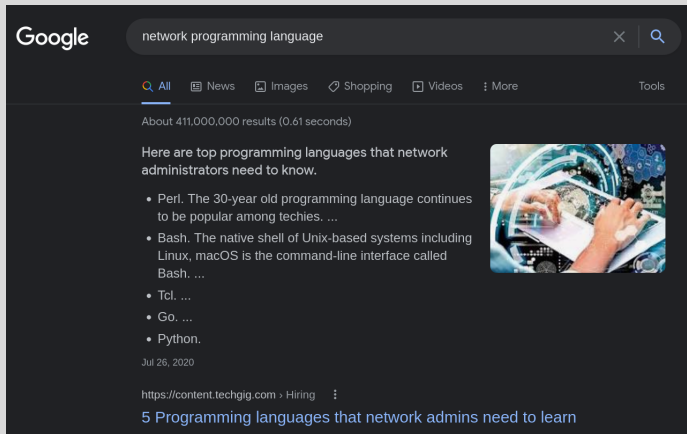 Google
network programming language
All
News
Images
Shopping
Videos
More
Tools
About 411,000,000 results (0.61 seconds)
Here are top programming languages that network
administrators need to know.
• Perl. The 30-year old programming language continues
to be popular among techies. ...
• Bash. The native shell of Unix-based systems including
Linux, macOS is the command-line interface called
Bash. ...
• Tcl. ...
• Go. ...
• Python.
Jul 26, 2020
https://content.techgig.com › Hiring
5 Programming languages that network admins need to learn